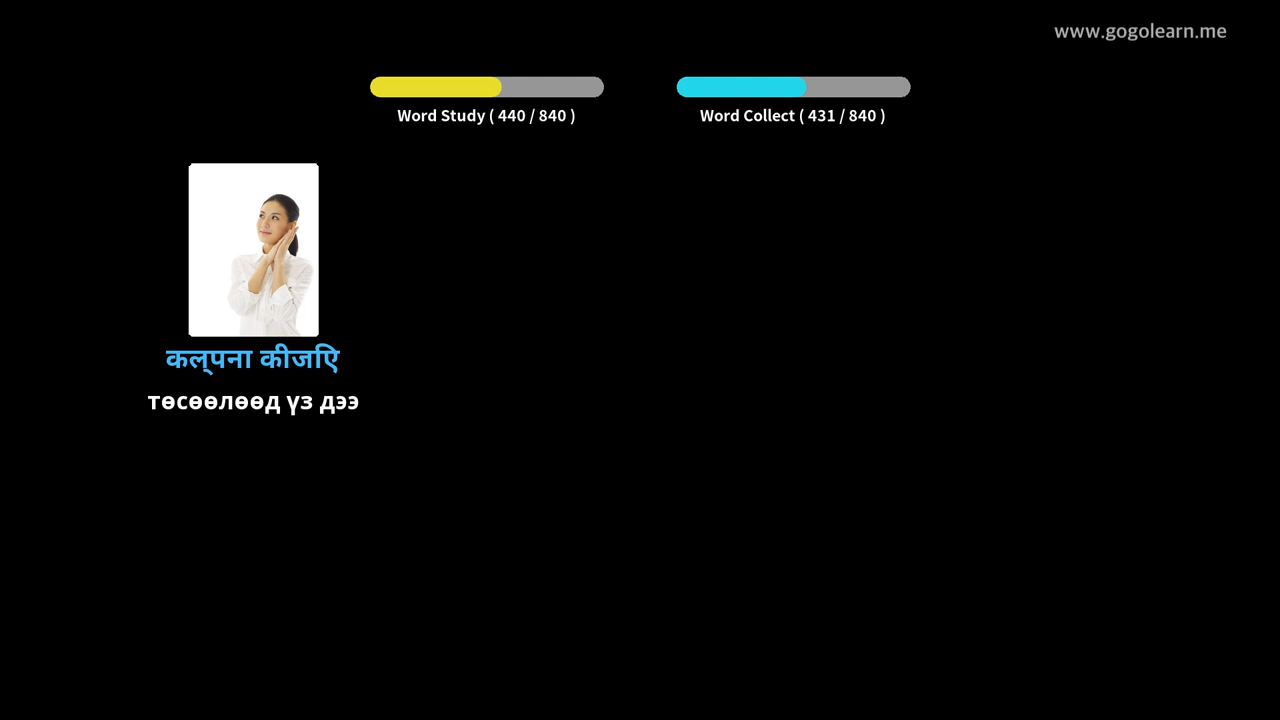 www.gogolearn.me
Word Study ( 440 / 840 )
Word Collect ( 431 / 840 )
कल्पना कीजिए
төсөөлөөд үз дээ